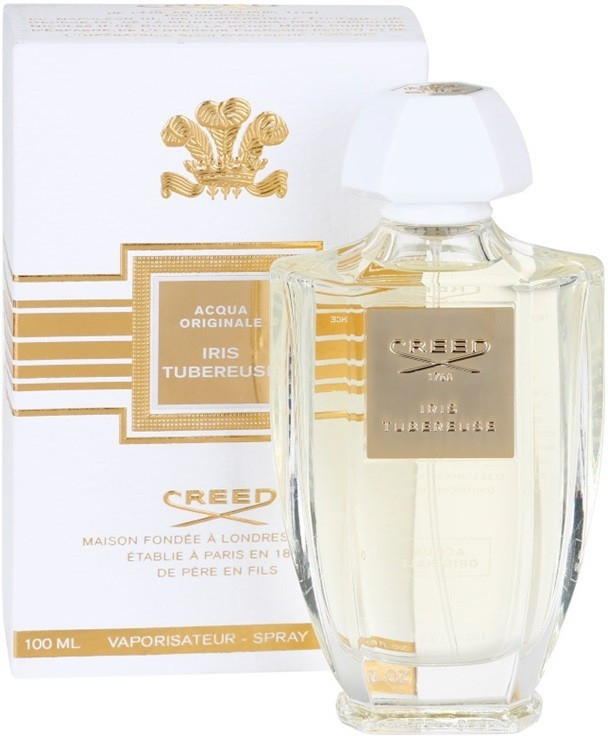 ACQUA
ORIGINALE
IRIS
TUBEREUSE
CREED
MAISON FONDÉE À LONDRES
ÉTABLIE À PARIS EN 18
DE PÈRE EN FILS
100 ML VAPORISATEUR - SPRAY
CREED
1760
IRIS
TUBEREUSE